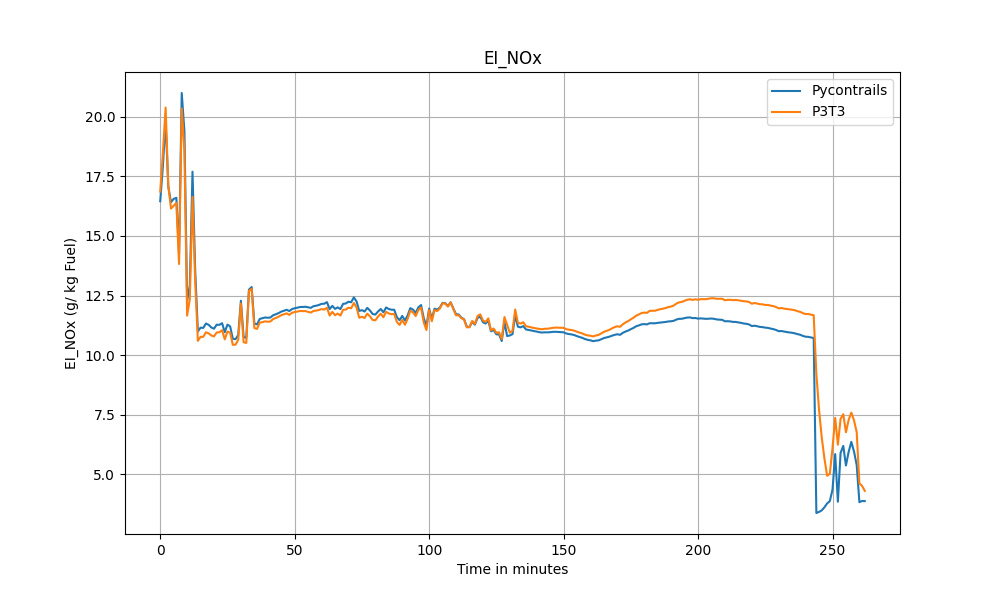 EI_NOx
Pycontrails
P3T3
EI_NOx (g/ kg Fuel)
20.0
17.5
15.0
12.5
10.0
7.5
5.0
0
50
100
150
200
250
Time in minutes